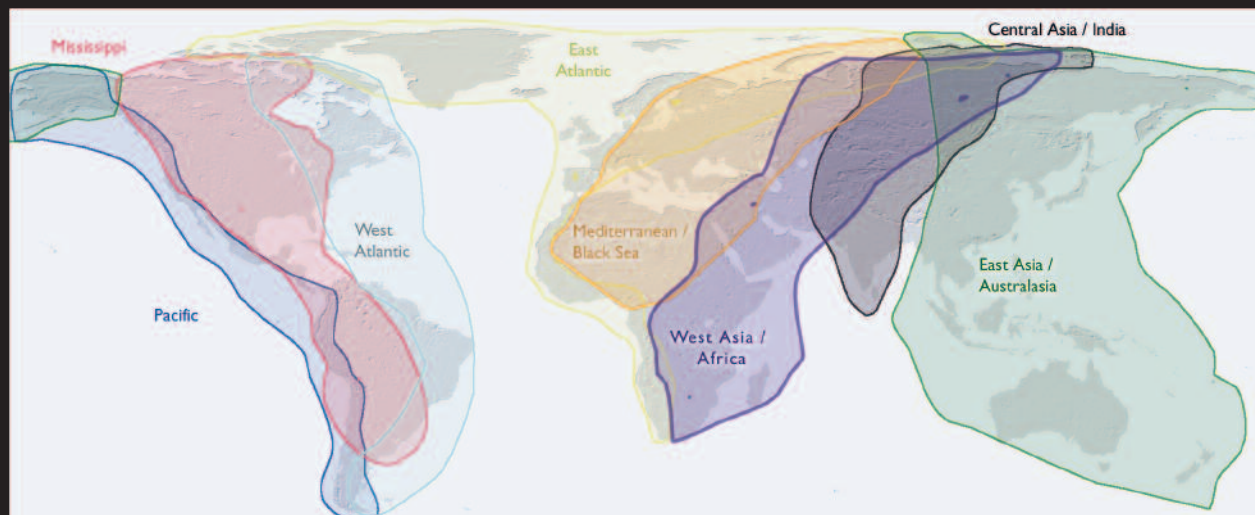 Mississippi
East
Atlantic
Central Asia / India
West
Atlantic
Mediterranean /
Black Sea
East Asia /
Australasia
Pacific
West Asia /
Africa